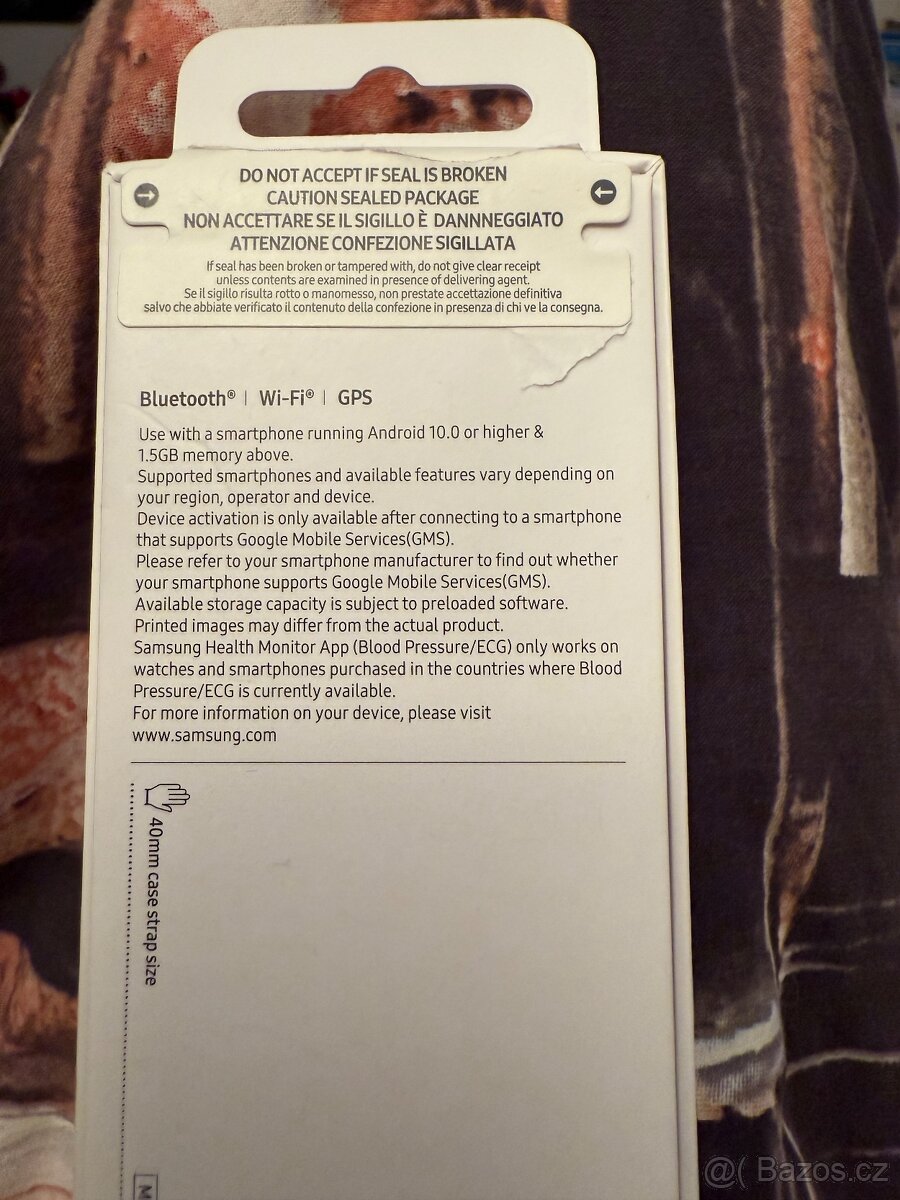 DO NOT ACCEPT IF SEAL IS BROKEN
CAUTION SEALED PACKAGE
NON ACCETTARE SE IL SIGILLO È DANNNEGGIATO
ATTENZIONE CONFEZIONE SIGILLATA
If seal has been broken or tampered with, do not give clear receipt
unless contents are examined in presence of delivering agent.
Se il sigillo risulta rotto o manomesso, non prestate accettazione definitiva
salvo che abbiate verificato il contenuto della confezione in presenza di chi ve la consegna.
Bluetooth® | Wi-Fi® | GPS
Use with a smartphone running Android 10.0 or higher &
1.5GB memory above.
Supported smartphones and available features vary depending on
your region, operator and device.
Device activation is only available after connecting to a smartphone
that supports Google Mobile Services(GMS).
Please refer to your smartphone manufacturer to find out whether
your smartphone supports Google Mobile Services(GMS).
Available storage capacity is subject to preloaded software.
Printed images may differ from the actual product.
Samsung Health Monitor App (Blood Pressure/ECG) only works on
watches and smartphones purchased in the countries where Blood
Pressure/ECG is currently available.
For more information on your device, please visit
www.samsung.com
40mm case strap size
M
@( Bazos.cz